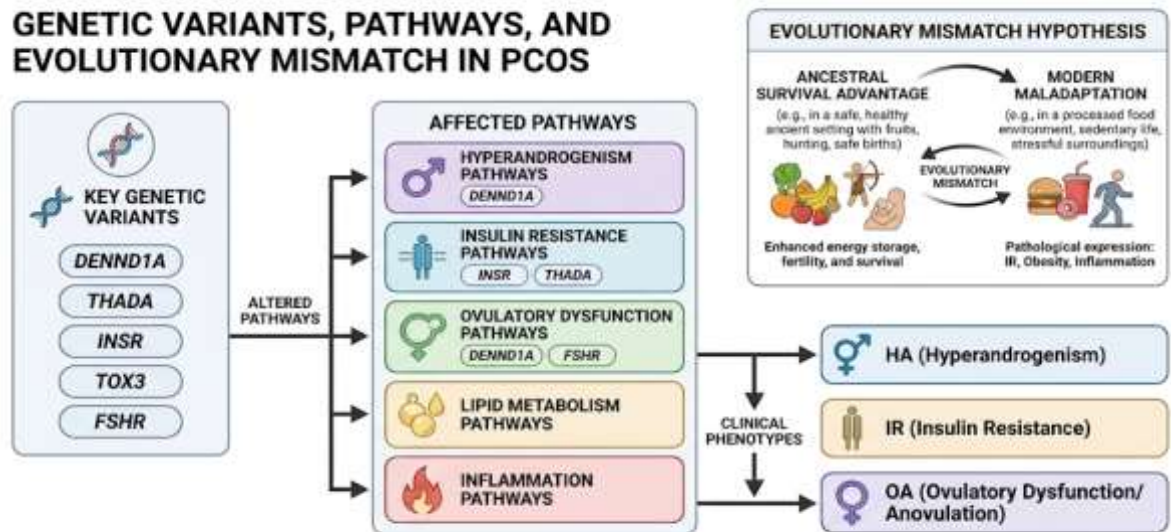 GENETIC VARIANTS, PATHWAYS, AND
EVOLUTIONARY MISMATCH IN PCOS
KEY GENETIC
VARIANTS
DENND1A
THADA
INSR
TOX3
FSHR
ALTERED
PATHWAYS
AFFECTED PATHWAYS
HYPERANDROGENISM
PATHWAYS
DENND1A
INSULIN RESISTANCE
PATHWAYS
INSR THADA
OVULATORY DYSFUNCTION
PATHWAYS
DENND1A FSHR
LIPID METABOLISM
PATHWAYS
INFLAMMATION
PATHWAYS
EVOLUTIONARY MISMATCH HYPOTHESIS
ANCESTRAL
SURVIVAL ADVANTAGE
(e.g., in a safe, healthy
ancient setting with fruits,
hunting, safe births)
Enhanced energy storage,
fertility, and survival
EVOLUTIONARY
MISMATCH
MODERN
MALADAPTATION
(e.g., in a processed food
environment, sedentary life,
stressful surroundings)
Pathological expression:
IR, Obesity, Inflammation
CLINICAL
PHENOTYPES
HA (Hyperandrogenism)
IR (Insulin Resistance)
OA (Ovulatory Dysfunction/
Anovulation)